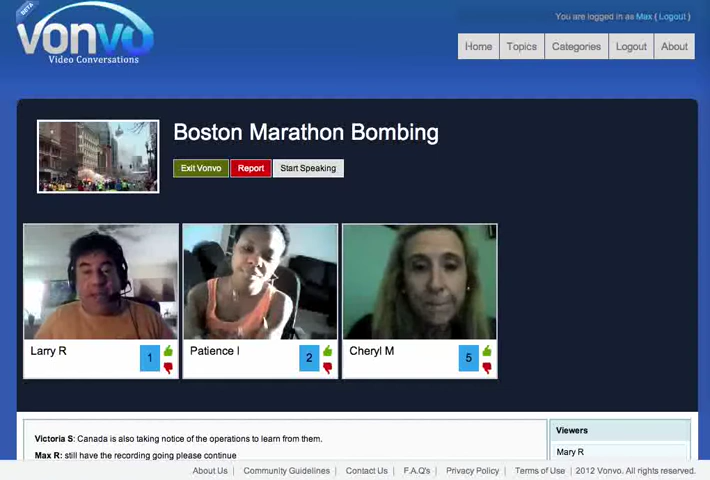 BETA
You are logged in as Max ( Logout )
vonvo
Video Conversations
Home Topics Categories Logout About
Boston Marathon Bombing
Exit Vonvo Report Start Speaking
Larry R 1
Patience I 2
Cheryl M 5
Victoria S: Canada is also taking notice of the operations to learn from them.
Max R: still have the recording going please continue
Viewers
Mary R
About Us | Community Guidelines | Contact Us | F.A.Q's | Privacy Policy | Terms of Use | 2012 Vonvo. All rights reserved.